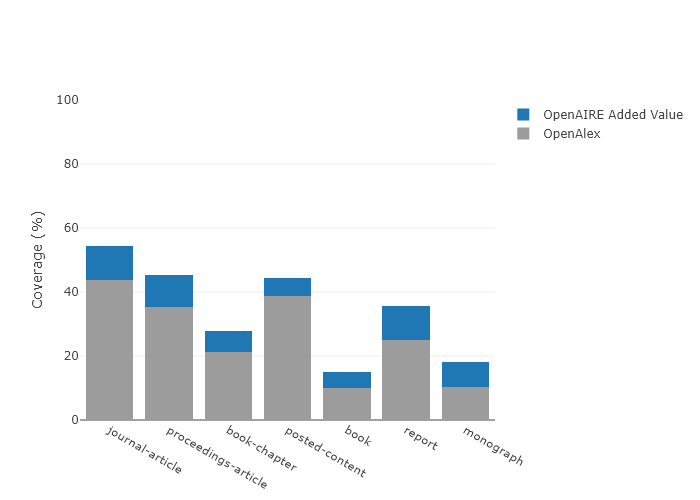 100
80
60
40
20
0
Coverage (%)
OpenAIRE Added Value
OpenAlex
journal-article
proceedings-article
book-chapter
posted-content
book
report
monograph